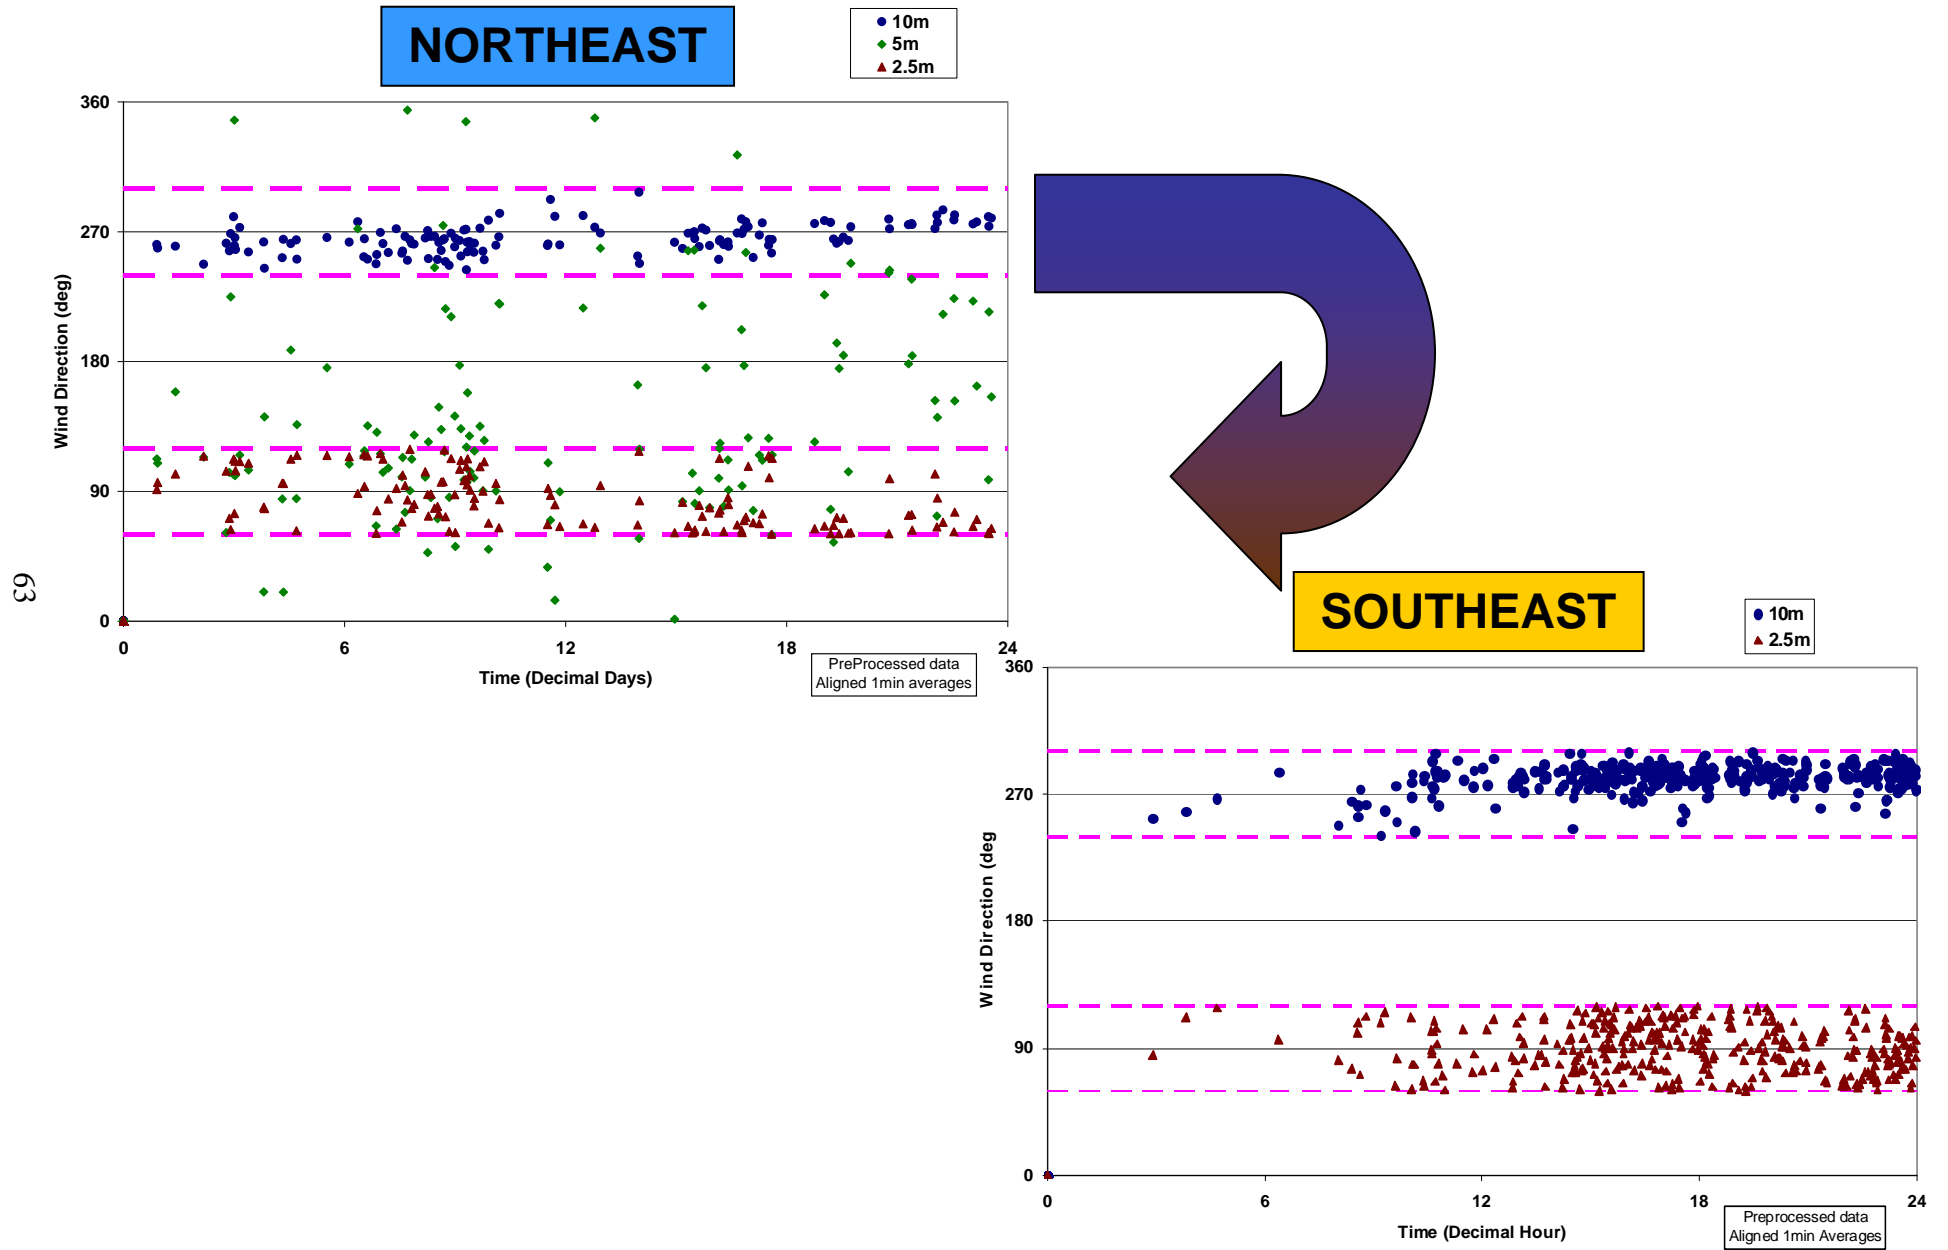 NORTHEAST
10m
5m
2.5m
360
270
180
90
0
Wind Direction (deg)
0
6
12
18
24
Time (Decimal Days)
PreProcessed data
Aligned 1min averages
63
SOUTHEAST
10m
2.5m
360
270
180
90
0
Wind Direction (deg
0
6
12
18
24
Time (Decimal Hour)
Preprocessed data
Aligned 1min Averages